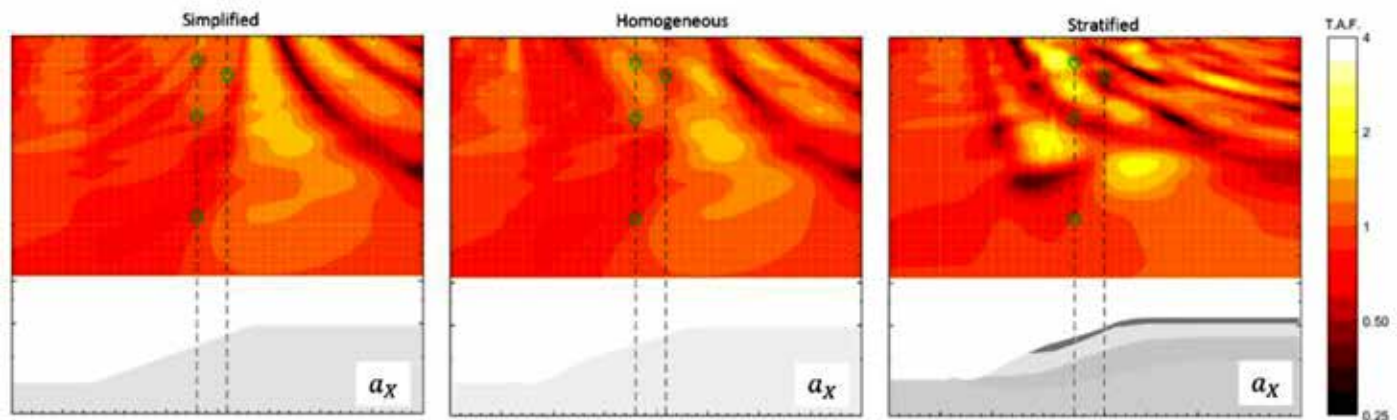 Simplified
Homogeneous
Stratified
T.A.F.
4
2
1
0.50
0.25
a_X
a_X
a_X